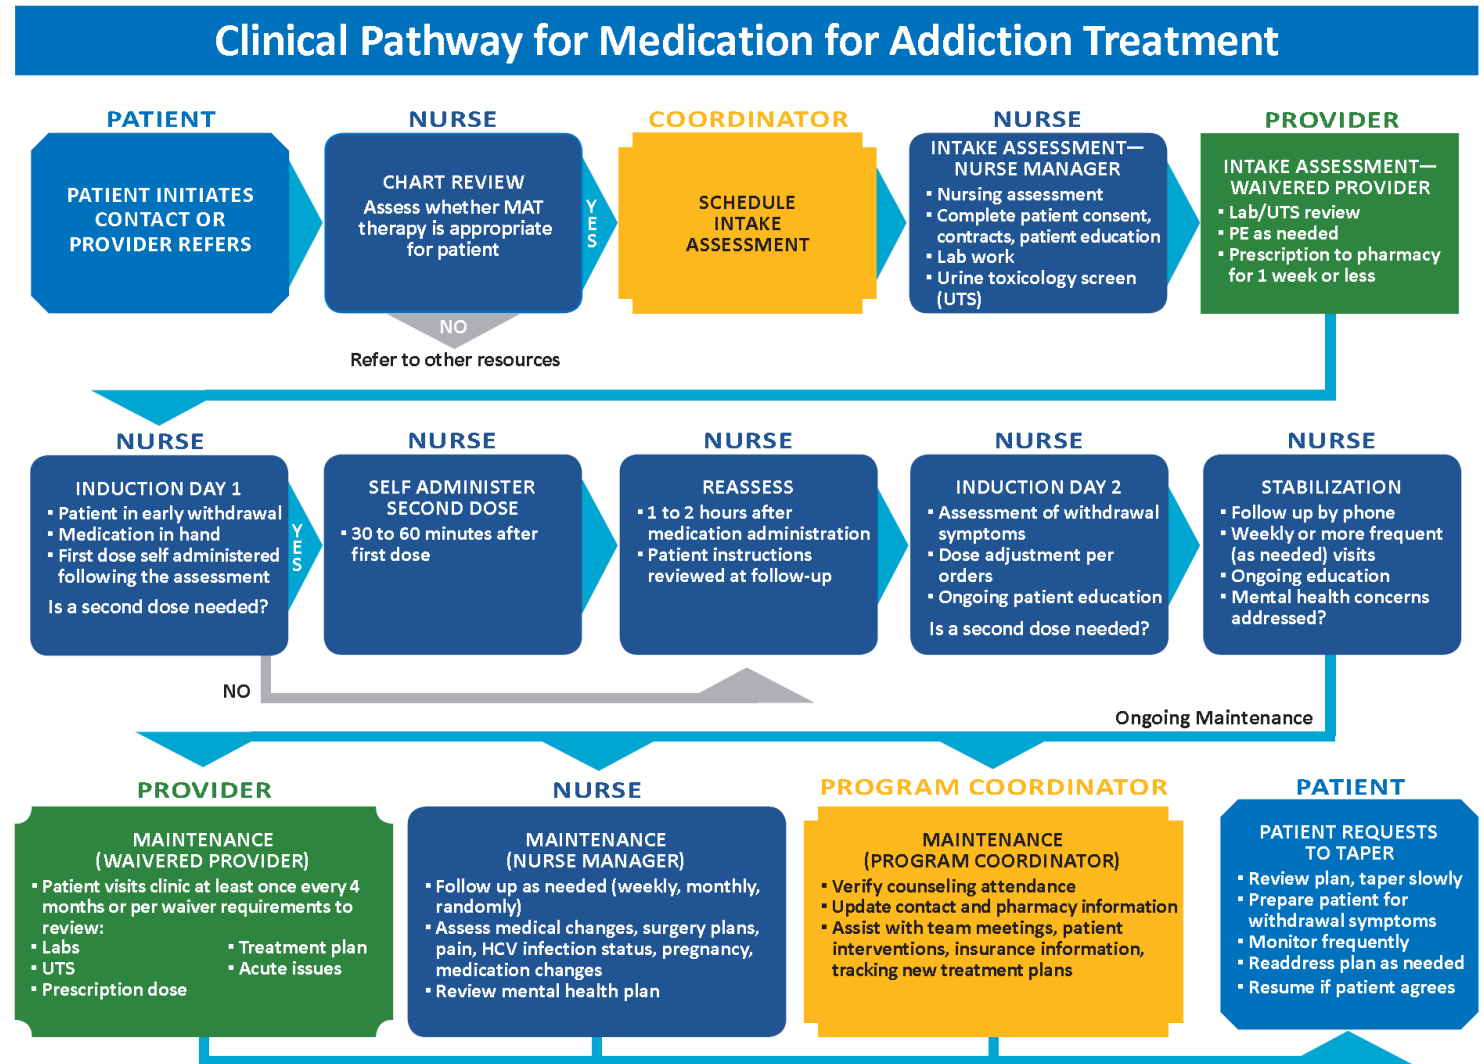 Clinical Pathway for Medication for Addiction Treatment
PATIENT
PATIENT INITIATES
CONTACT OR
PROVIDER REFERS
NURSE
CHART REVIEW
Assess whether MAT
therapy is appropriate
for patient
YES
NO
Refer to other resources
COORDINATOR
SCHEDULE
INTAKE
ASSESSMENT
NURSE
INTAKE ASSESSMENT—
NURSE MANAGER
▪ Nursing assessment
▪ Complete patient consent,
contracts, patient education
▪ Lab work
▪ Urine toxicology screen
(UTS)
PROVIDER
INTAKE ASSESSMENT—
WAIVERED PROVIDER
▪ Lab/UTS review
▪ PE as needed
▪ Prescription to pharmacy
for 1 week or less
NURSE
INDUCTION DAY 1
▪ Patient in early withdrawal
▪ Medication in hand
▪ First dose self administered
following the assessment
Is a second dose needed?
YES
NO
NURSE
SELF ADMINISTER
SECOND DOSE
▪ 30 to 60 minutes after
first dose
NURSE
REASSESS
▪ 1 to 2 hours after
medication administration
▪ Patient instructions
reviewed at follow-up
NURSE
INDUCTION DAY 2
▪ Assessment of withdrawal
symptoms
▪ Dose adjustment per
orders
▪ Ongoing patient education
Is a second dose needed?
NURSE
STABILIZATION
▪ Follow up by phone
▪ Weekly or more frequent
(as needed) visits
▪ Ongoing education
▪ Mental health concerns
addressed?
Ongoing Maintenance
PROVIDER
MAINTENANCE
(WAIVERED PROVIDER)
▪ Patient visits clinic at least once every 4
months or per waiver requirements to
review:
▪ Labs
▪ UTS
▪ Prescription dose
▪ Treatment plan
▪ Acute issues
NURSE
MAINTENANCE
(NURSE MANAGER)
▪ Follow up as needed (weekly, monthly,
randomly)
▪ Assess medical changes, surgery plans,
pain, HCV infection status, pregnancy,
medication changes
▪ Review mental health plan
PROGRAM COORDINATOR
MAINTENANCE
(PROGRAM COORDINATOR)
▪ Verify counseling attendance
▪ Update contact and pharmacy information
▪ Assist with team meetings, patient
interventions, insurance information,
tracking new treatment plans
PATIENT
PATIENT REQUESTS
TO TAPER
▪ Review plan, taper slowly
▪ Prepare patient for
withdrawal symptoms
▪ Monitor frequently
▪ Readdress plan as needed
▪ Resume if patient agrees